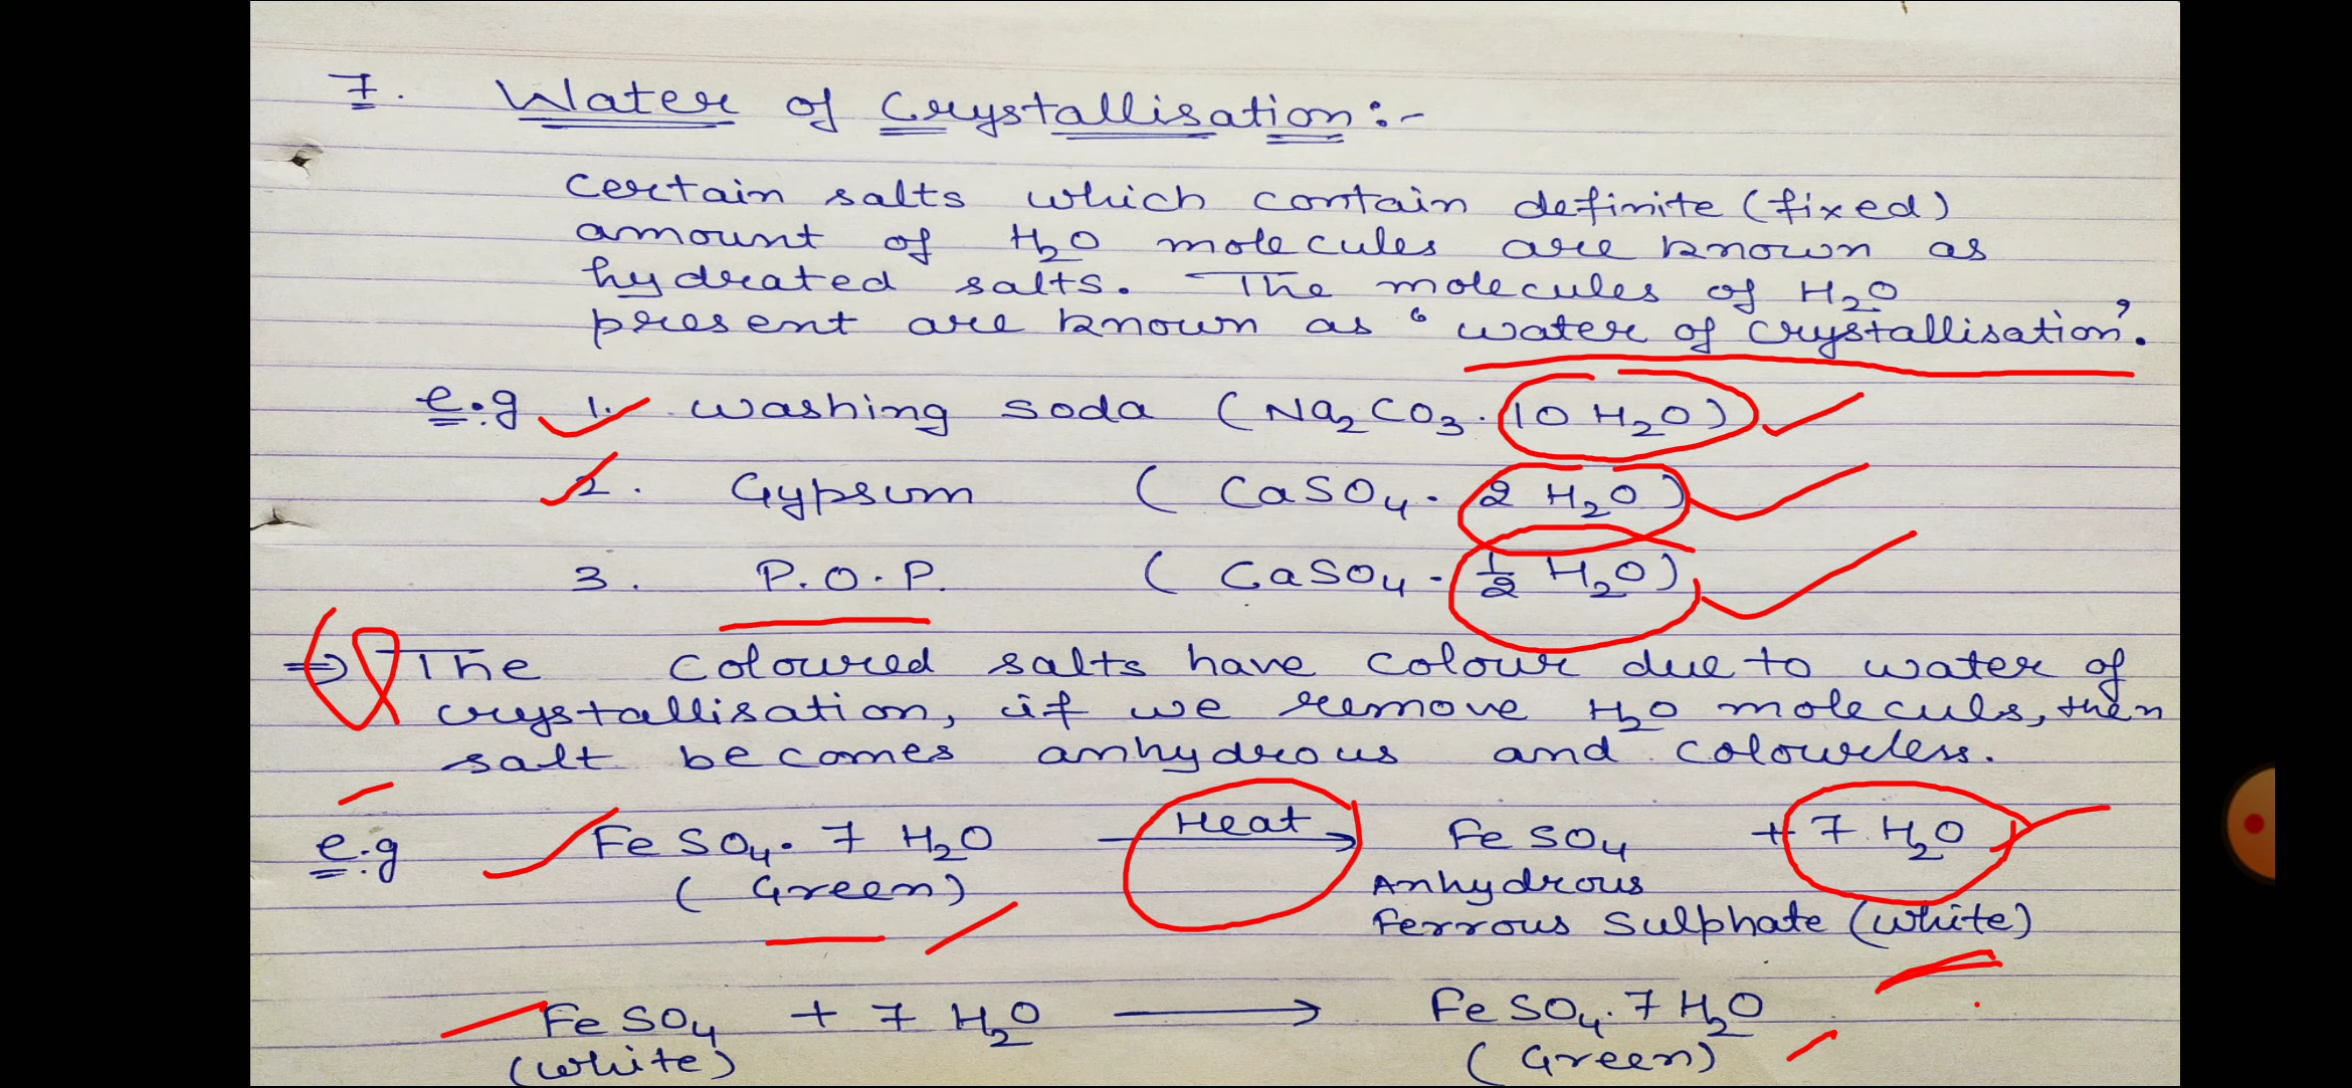 7. Water of Crystallisation:-
Certain salts which contain definite (fixed)
amount of H₂O molecules are known as
hydrated salts. The molecules of H₂O
present are known as 'water of crystallisation'.
e.g 1. Washing soda (Na₂CO₃.10 H₂O)
2. Gypsum (CaSO₄.2 H₂O)
3. P.O.P. (CaSO₄.½ H₂O)
⇒ The coloured salts have colour due to water of
crystallisation, if we remove H₂O moleculs, then
salt becomes anhydrous and colourless.
e.g FeSO₄.7 H₂O Heat→ FeSO₄ + 7 H₂O
(Green) Anhydrous
Ferrous Sulphate (white)
FeSO₄ + 7 H₂O → FeSO₄.7 H₂O
(white) (Green)